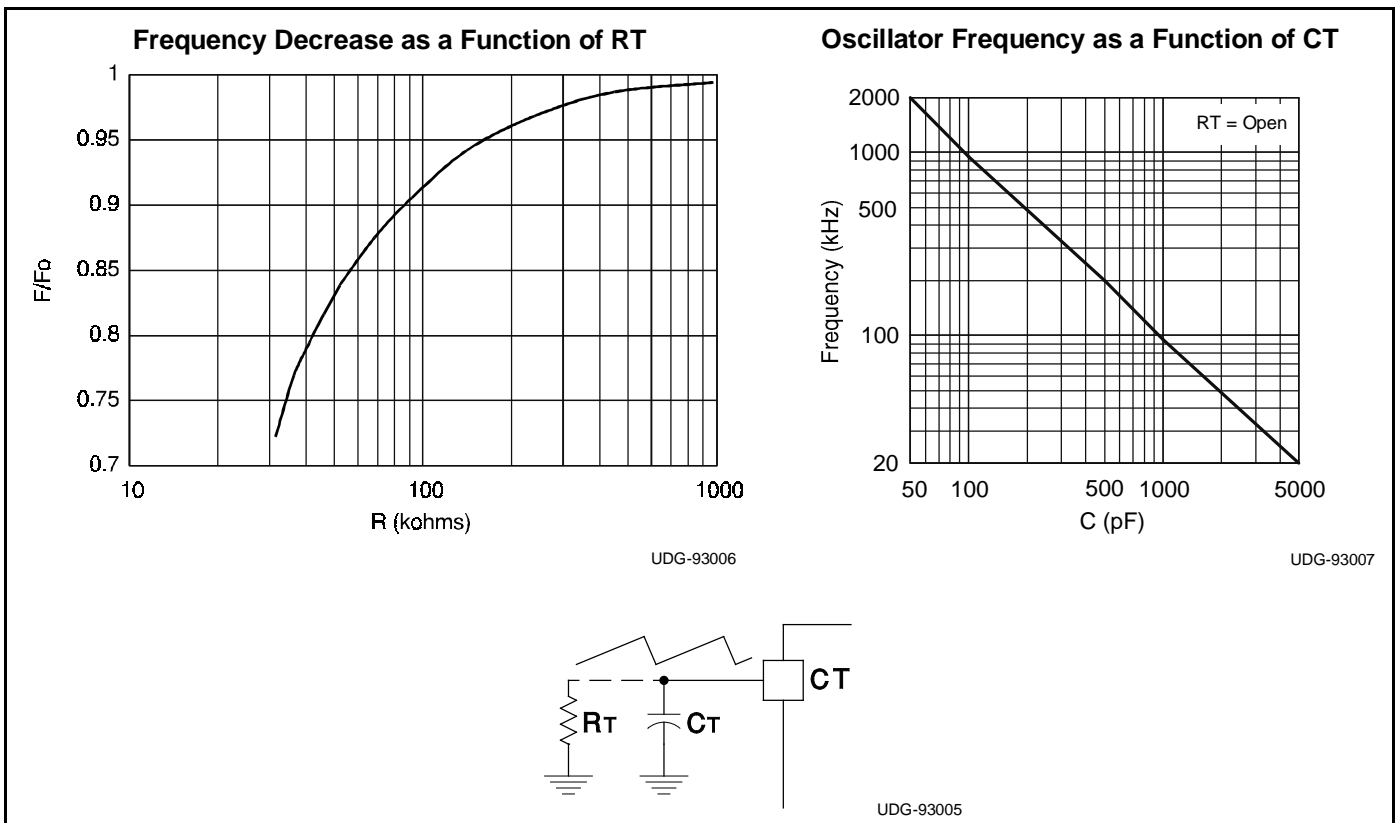 Frequency Decrease as a Function of RT
1
0.95
0.9
0.85
0.8
0.75
0.7
F/Fo
10 100 1000
R (kohms)
UDG-93006
Oscillator Frequency as a Function of CT
RT = Open
2000
1000
500
100
20
Frequency (kHz)
50 100 500 1000 5000
C (pF)
UDG-93007
CT
RT CT
UDG-93005